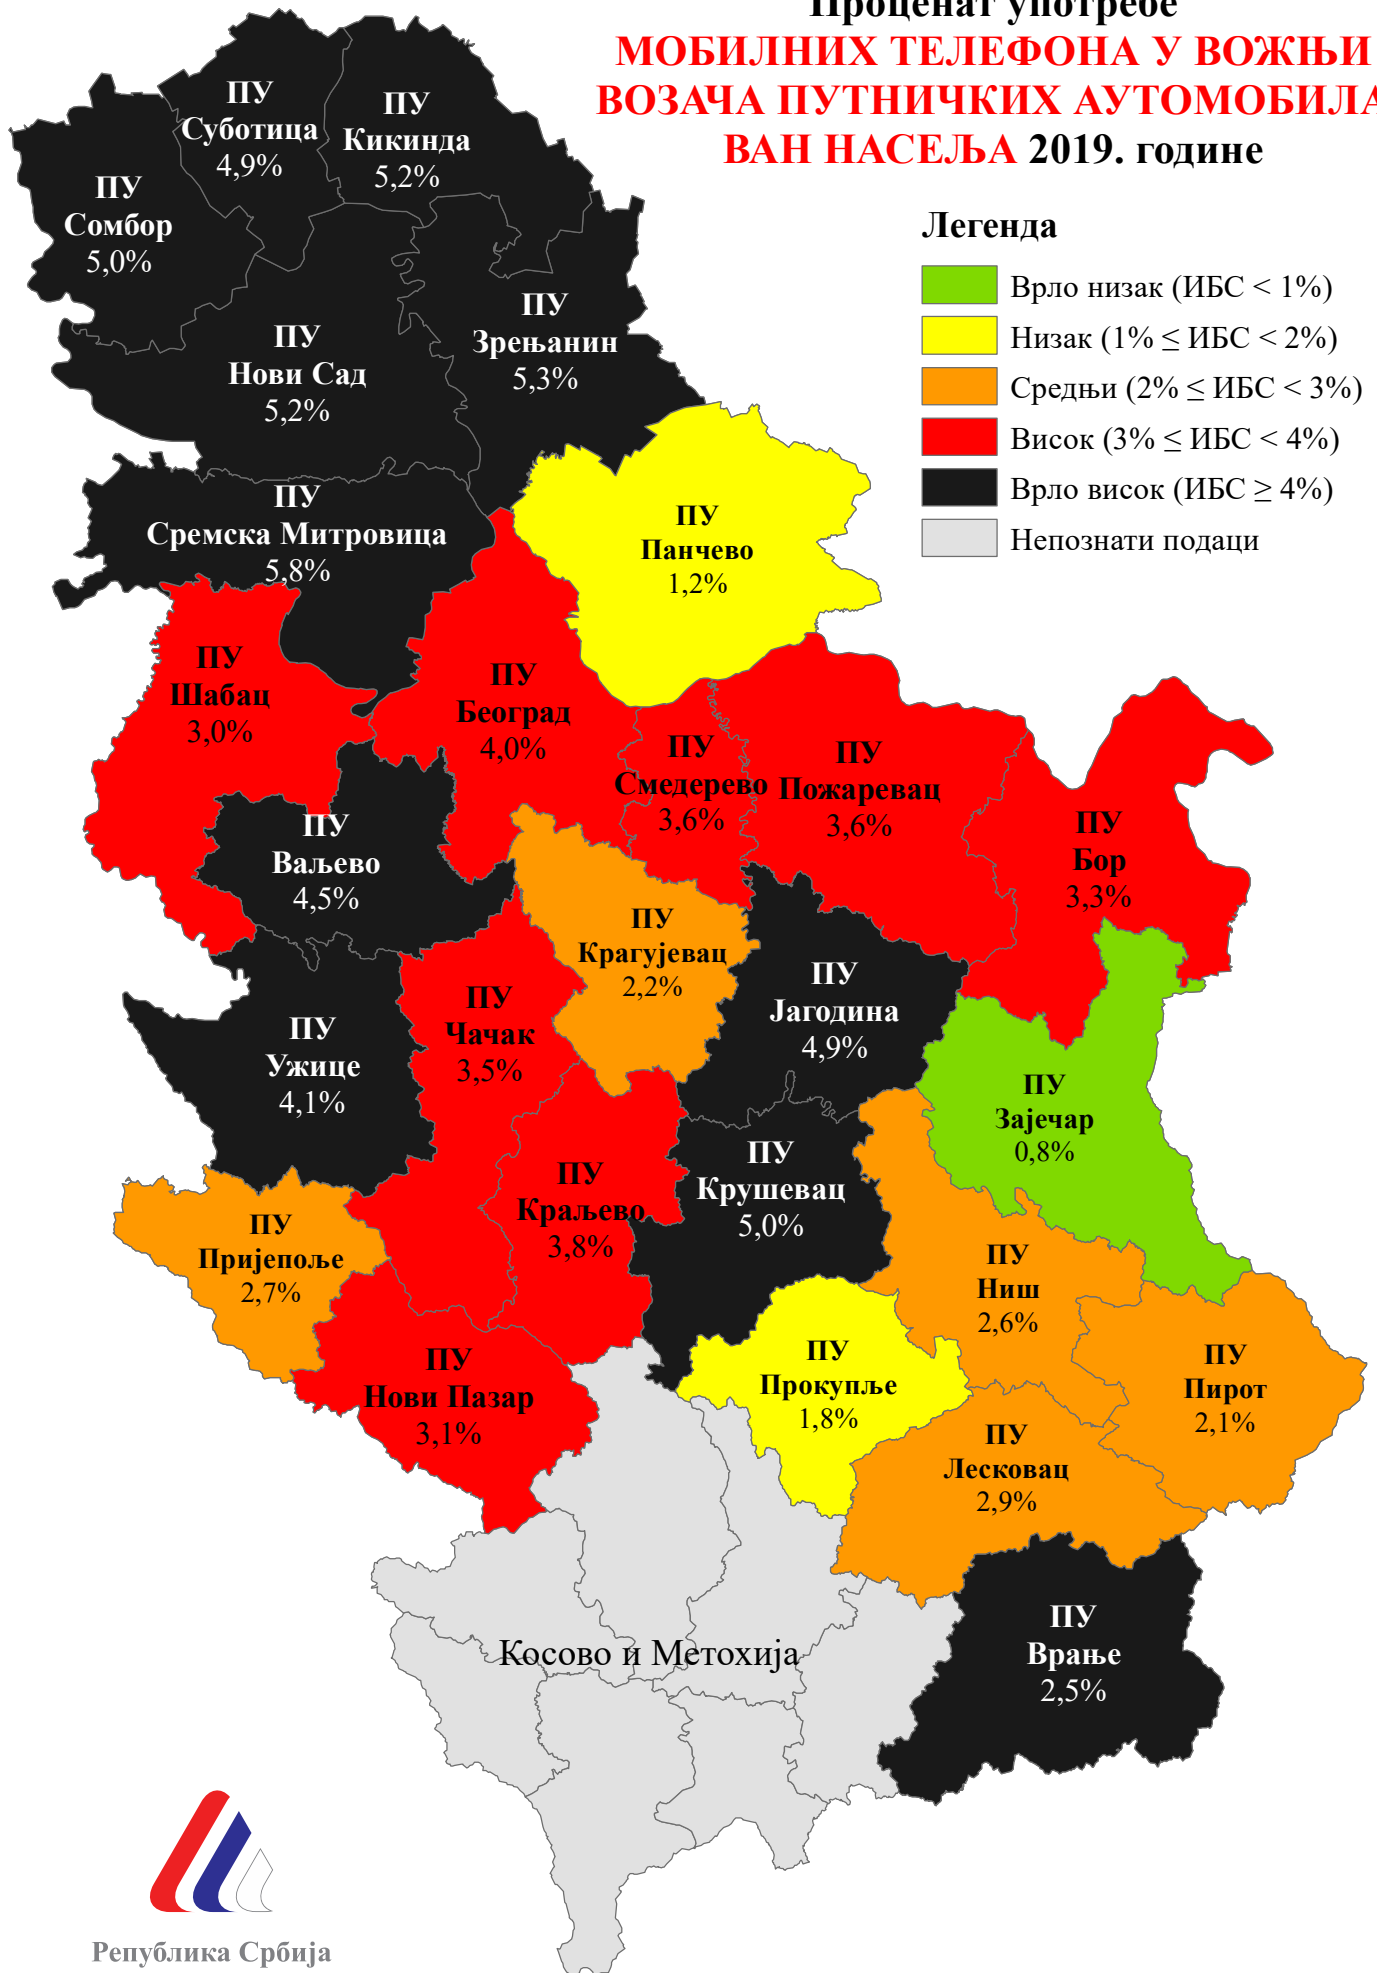 Проценат употребе
МОБИЛНИХ ТЕЛЕФОНА У ВОЖЊИ
ВОЗАЧА ПУТНИЧКИХ АУТОМОБИЛА
ВАН НАСЕЉА 2019. године
Легенда
Врло низак (ИБС < 1%)
Низак (1% ≤ ИБС < 2%)
Средњи (2% ≤ ИБС < 3%)
Висок (3% ≤ ИБС < 4%)
Врло висок (ИБС ≥ 4%)
Непознати подаци
ПУ
Суботица
4,9%
ПУ
Кикинда
5,2%
ПУ
Сомбор
5,0%
ПУ
Зрењанин
5,3%
ПУ
Нови Сад
5,2%
ПУ
Сремска Митровица
5,8%
ПУ
Панчево
1,2%
ПУ
Шабац
3,0%
ПУ
Београд
4,0%
ПУ
Смедерево
3,6%
ПУ
Пожаревац
3,6%
ПУ
Бор
3,3%
ПУ
Ваљево
4,5%
ПУ
Крагујевац
2,2%
ПУ
Јагодина
4,9%
ПУ
Чачак
3,5%
ПУ
Ужице
4,1%
ПУ
Зајечар
0,8%
ПУ
Краљево
3,8%
ПУ
Крушевац
5,0%
ПУ
Пријепоље
2,7%
ПУ
Ниш
2,6%
ПУ
Нови Пазар
3,1%
ПУ
Прокупље
1,8%
ПУ
Пирот
2,1%
ПУ
Лесковац
2,9%
ПУ
Врање
2,5%
Косово и Метохија
Република Србија